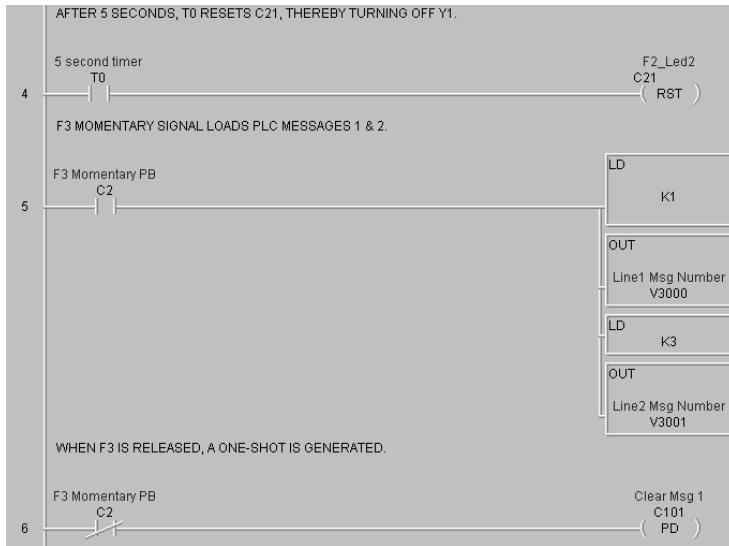 AFTER 5 SECONDS, T0 RESETS C21, THEREBY TURNING OFF Y1.
5 second timer
T0
F2_Led2
C21
4
( RST )
F3 MOMENTARY SIGNAL LOADS PLC MESSAGES 1 & 2.
F3 Momentary PB
C2
5
LD
K1
OUT
Line1 Msg Number
V3000
LD
K3
OUT
Line2 Msg Number
V3001
WHEN F3 IS RELEASED, A ONE-SHOT IS GENERATED.
F3 Momentary PB
C2
Clear Msg 1
C101
6
( PD )